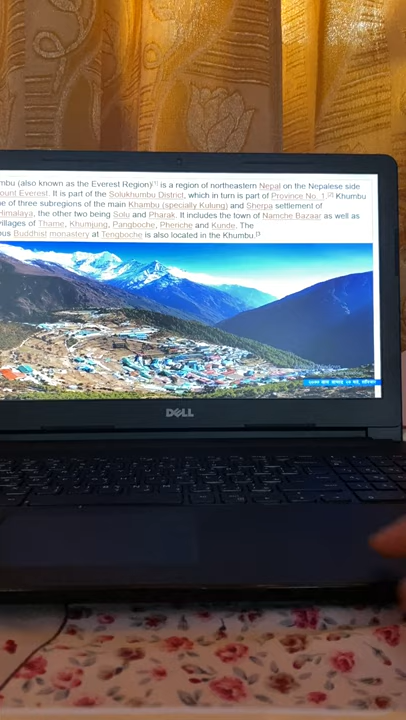 mbu (also known as the Everest Region)[1] is a region of northeastern Nepal on the Nepalese side
ount Everest. It is part of the Solukhumbu District, which in turn is part of Province No. 1.[2] Khumbu
e of three subregions of the main Khambu (specially Kulung) and Sherpa settlement of
Himalaya, the other two being Solu and Pharak. It includes the town of Namche Bazaar as well as
villages of Thame, Khumjung, Pangboche, Pheriche and Kunde. The
ous Buddhist monastery at Tengboche is also located in the Khumbu.[3
DELL